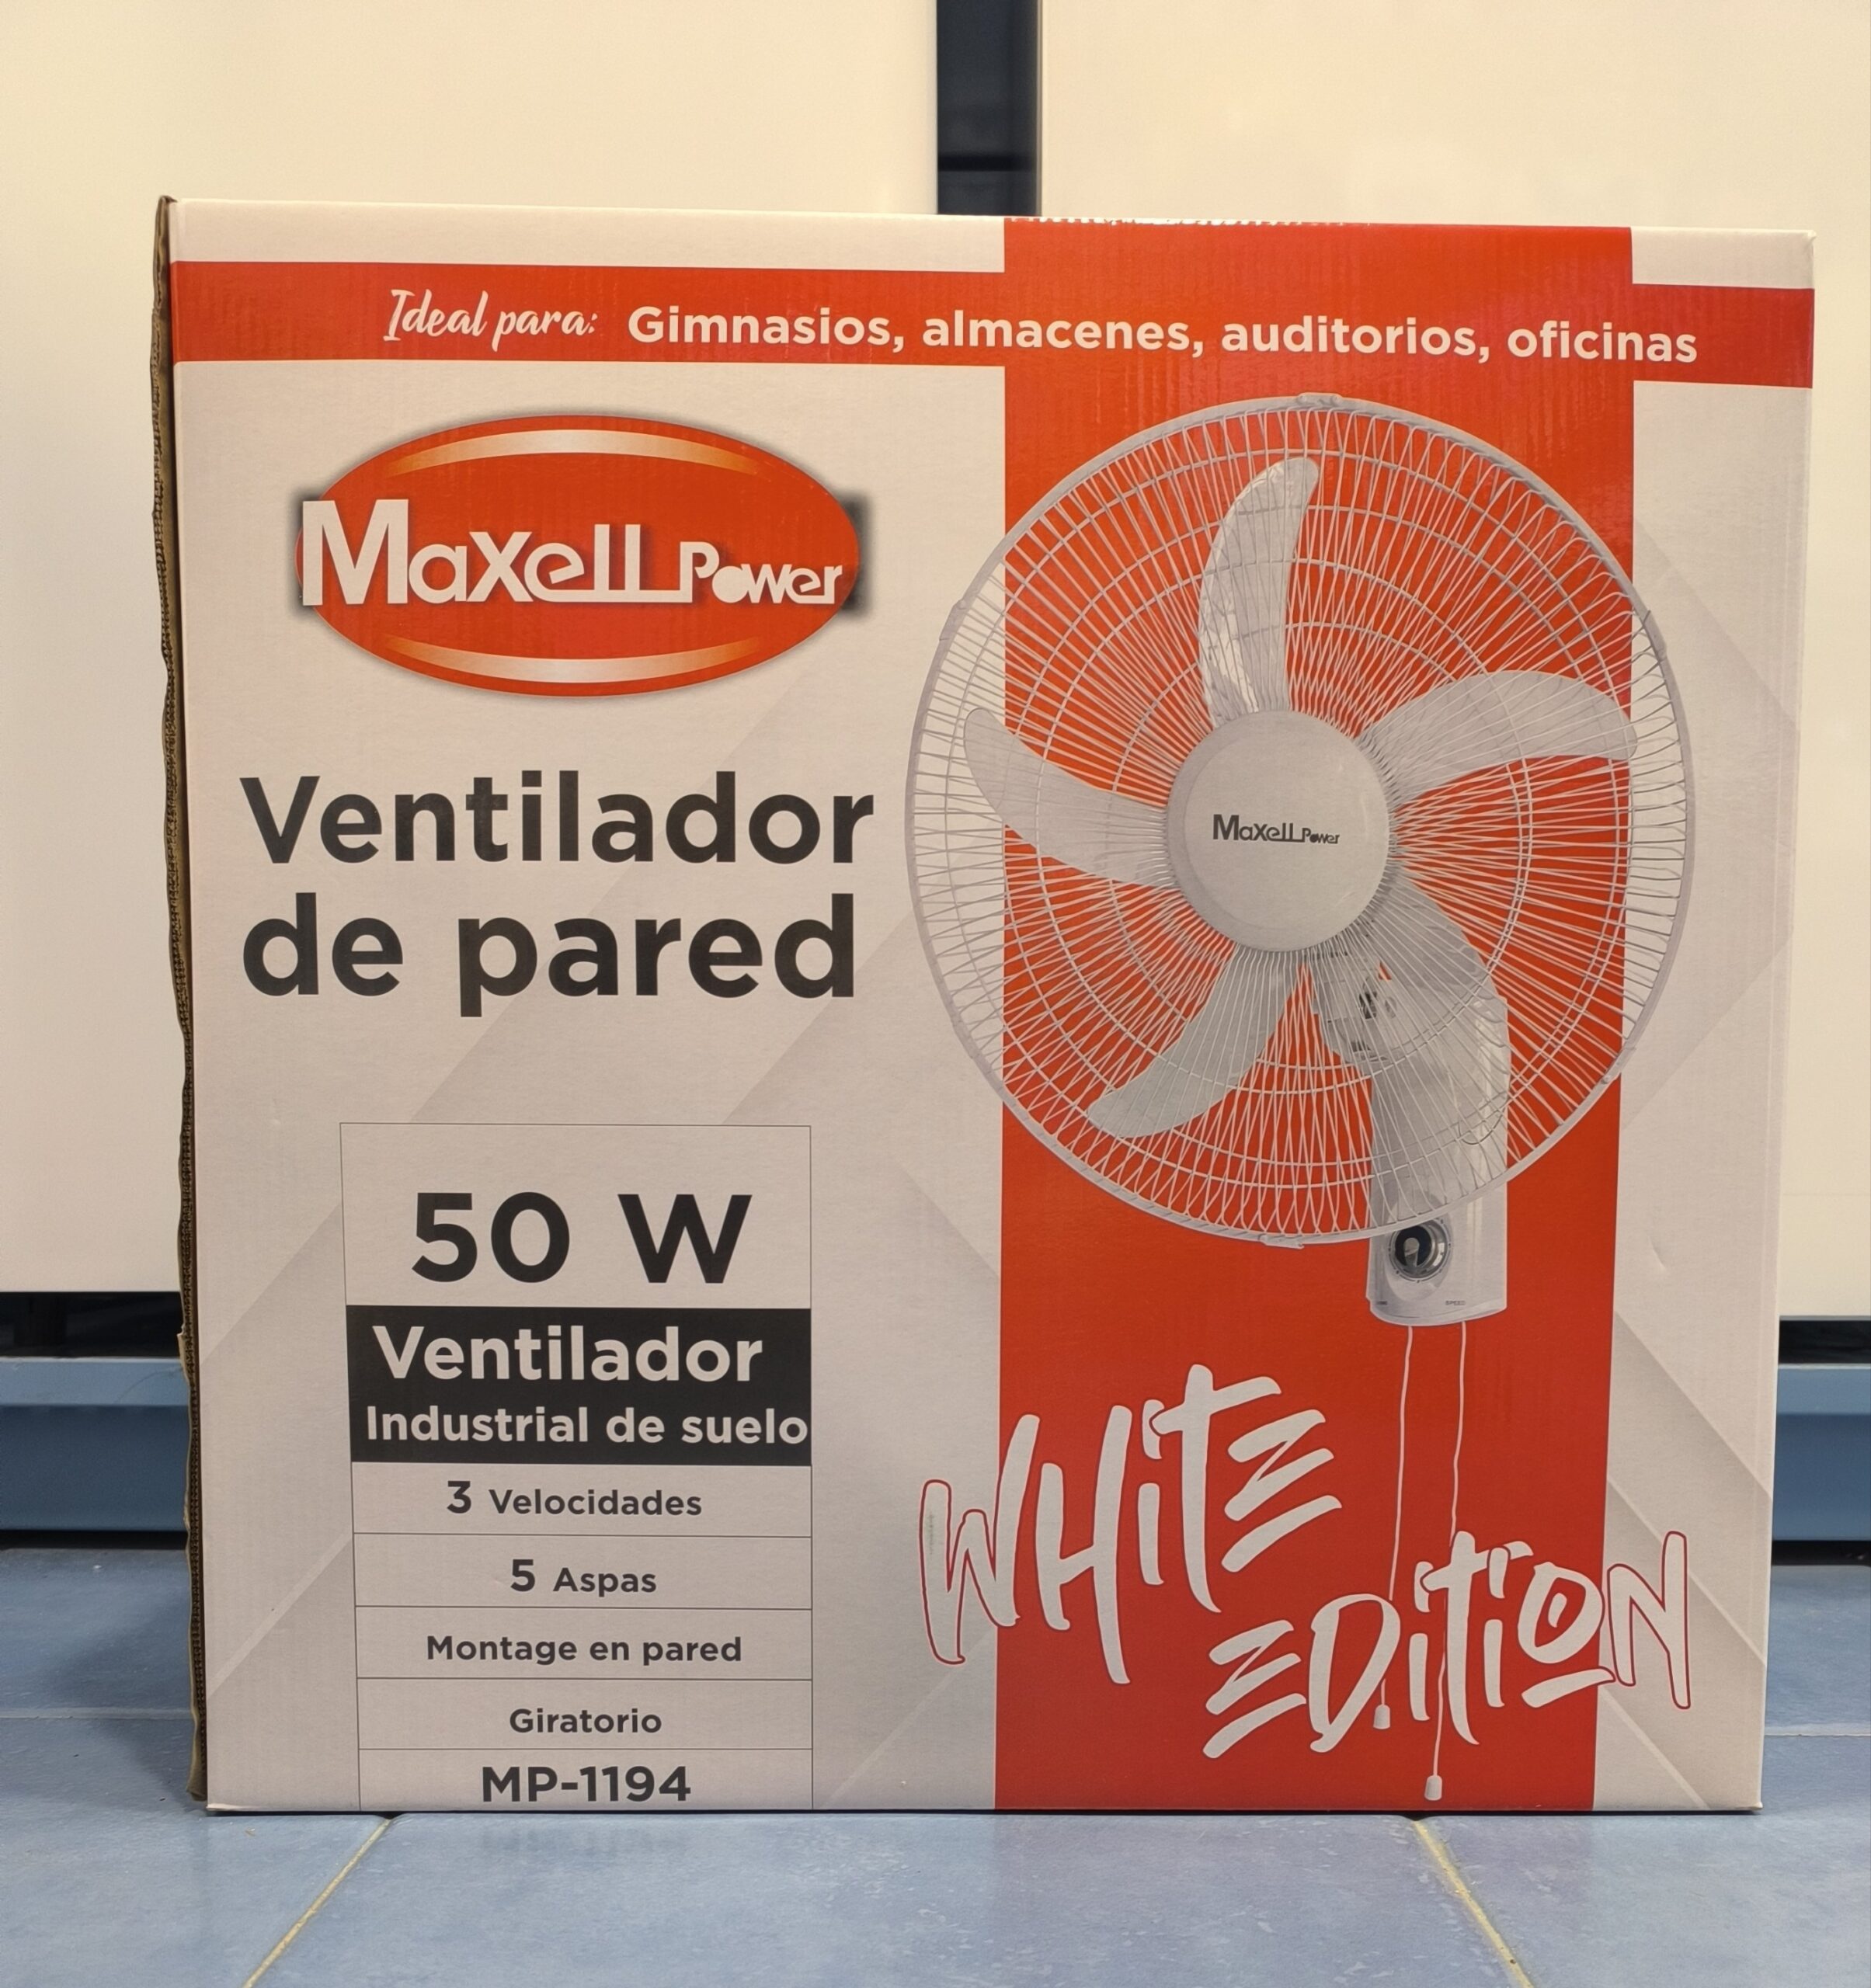 Ideal para: Gimnasios, almacenes, auditorios, oficinas
Maxell Power
Ventilador
de pared
Maxell Power
50 W
Ventilador
Industrial de suelo
3 Velocidades
5 Aspas
Montage en pared
Giratorio
MP-1194
SPEED
WHITE
EDITION